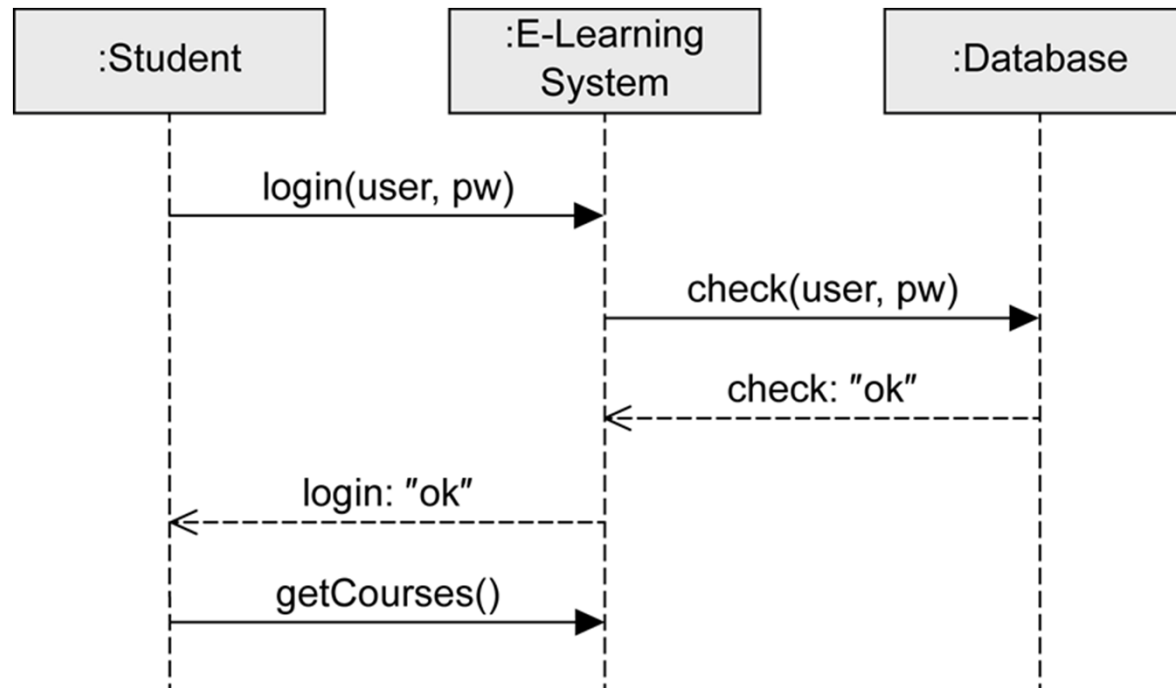 :Student
:E-Learning
System
:Database
login(user, pw)
check(user, pw)
check: "ok"
login: "ok"
getCourses()